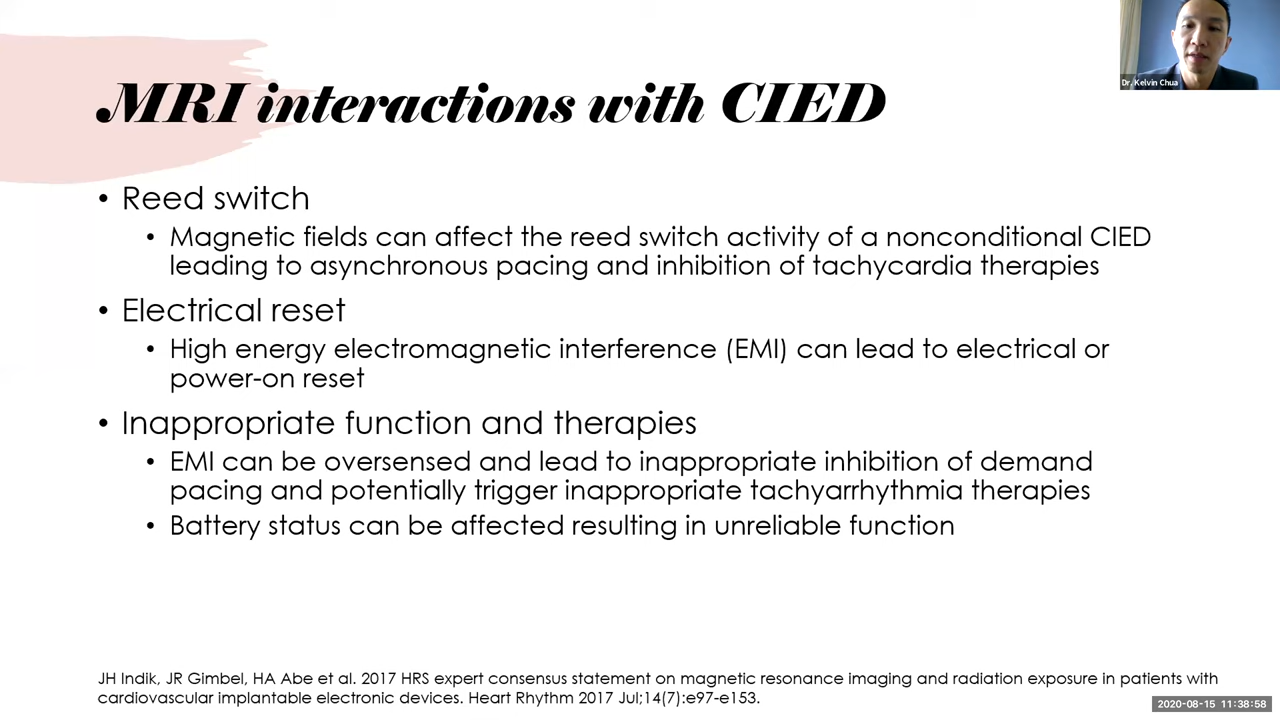 Dr. Kelvin Chua
MRI interactions with CIED
• Reed switch
• Magnetic fields can affect the reed switch activity of a nonconditional CIED
leading to asynchronous pacing and inhibition of tachycardia therapies
• Electrical reset
• High energy electromagnetic interference (EMI) can lead to electrical or
power-on reset
• Inappropriate function and therapies
• EMI can be oversensed and lead to inappropriate inhibition of demand
pacing and potentially trigger inappropriate tachyarrhythmia therapies
• Battery status can be affected resulting in unreliable function
JH Indik, JR Gimbel, HA Abe et al. 2017 HRS expert consensus statement on magnetic resonance imaging and radiation exposure in patients with
cardiovascular implantable electronic devices. Heart Rhythm 2017 Jul;14(7):e97-e153.
2020-08-15 11:38:58